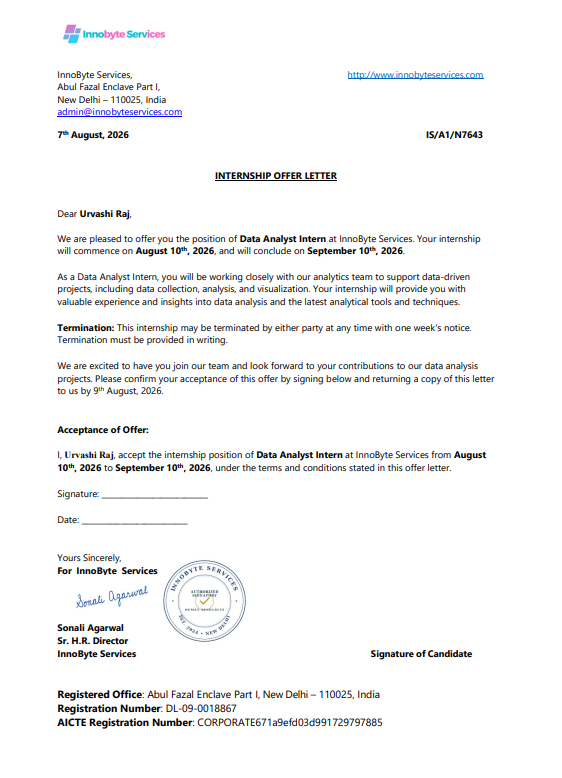 Innobyte Services
InnoByte Services, http://www.innobyteservices.com
Abul Fazal Enclave Part I,
New Delhi – 110025, India
admin@innobyteservices.com
7th August, 2026 IS/A1/N7643
INTERNSHIP OFFER LETTER
Dear Urvashi Raj,
We are pleased to offer you the position of Data Analyst Intern at InnoByte Services. Your internship
will commence on August 10th, 2026, and will conclude on September 10th, 2026.
As a Data Analyst Intern, you will be working closely with our analytics team to support data-driven
projects, including data collection, analysis, and visualization. Your internship will provide you with
valuable experience and insights into data analysis and the latest analytical tools and techniques.
Termination: This internship may be terminated by either party at any time with one week's notice.
Termination must be provided in writing.
We are excited to have you join our team and look forward to your contributions to our data analysis
projects. Please confirm your acceptance of this offer by signing below and returning a copy of this letter
to us by 9th August, 2026.
Acceptance of Offer:
I, Urvashi Raj, accept the internship position of Data Analyst Intern at InnoByte Services from August
10th, 2026 to September 10th, 2026, under the terms and conditions stated in this offer letter.
Signature: ______________________
Date: ______________________
Yours Sincerely,
For InnoByte Services
Sonali Agarwal
INNOBYTE SERVICES
AUTHORIZED
SIGNATORY
HUMAN RESOURCES
EST. 2024 • NEW DELHI
Sonali Agarwal
Sr. H.R. Director
InnoByte Services Signature of Candidate
Registered Office: Abul Fazal Enclave Part I, New Delhi – 110025, India
Registration Number: DL-09-0018867
AICTE Registration Number: CORPORATE671a9efd03d991729797885